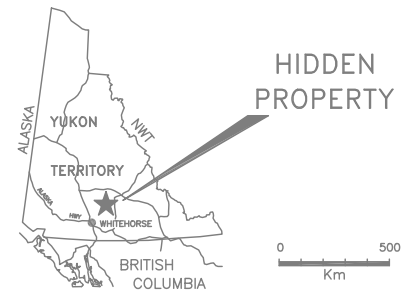 HIDDEN
PROPERTY
YUKON
NWT
ALASKA
TERRITORY
ALASKA
HWY
WHITEHORSE
BRITISH
COLUMBIA
0 500
Km